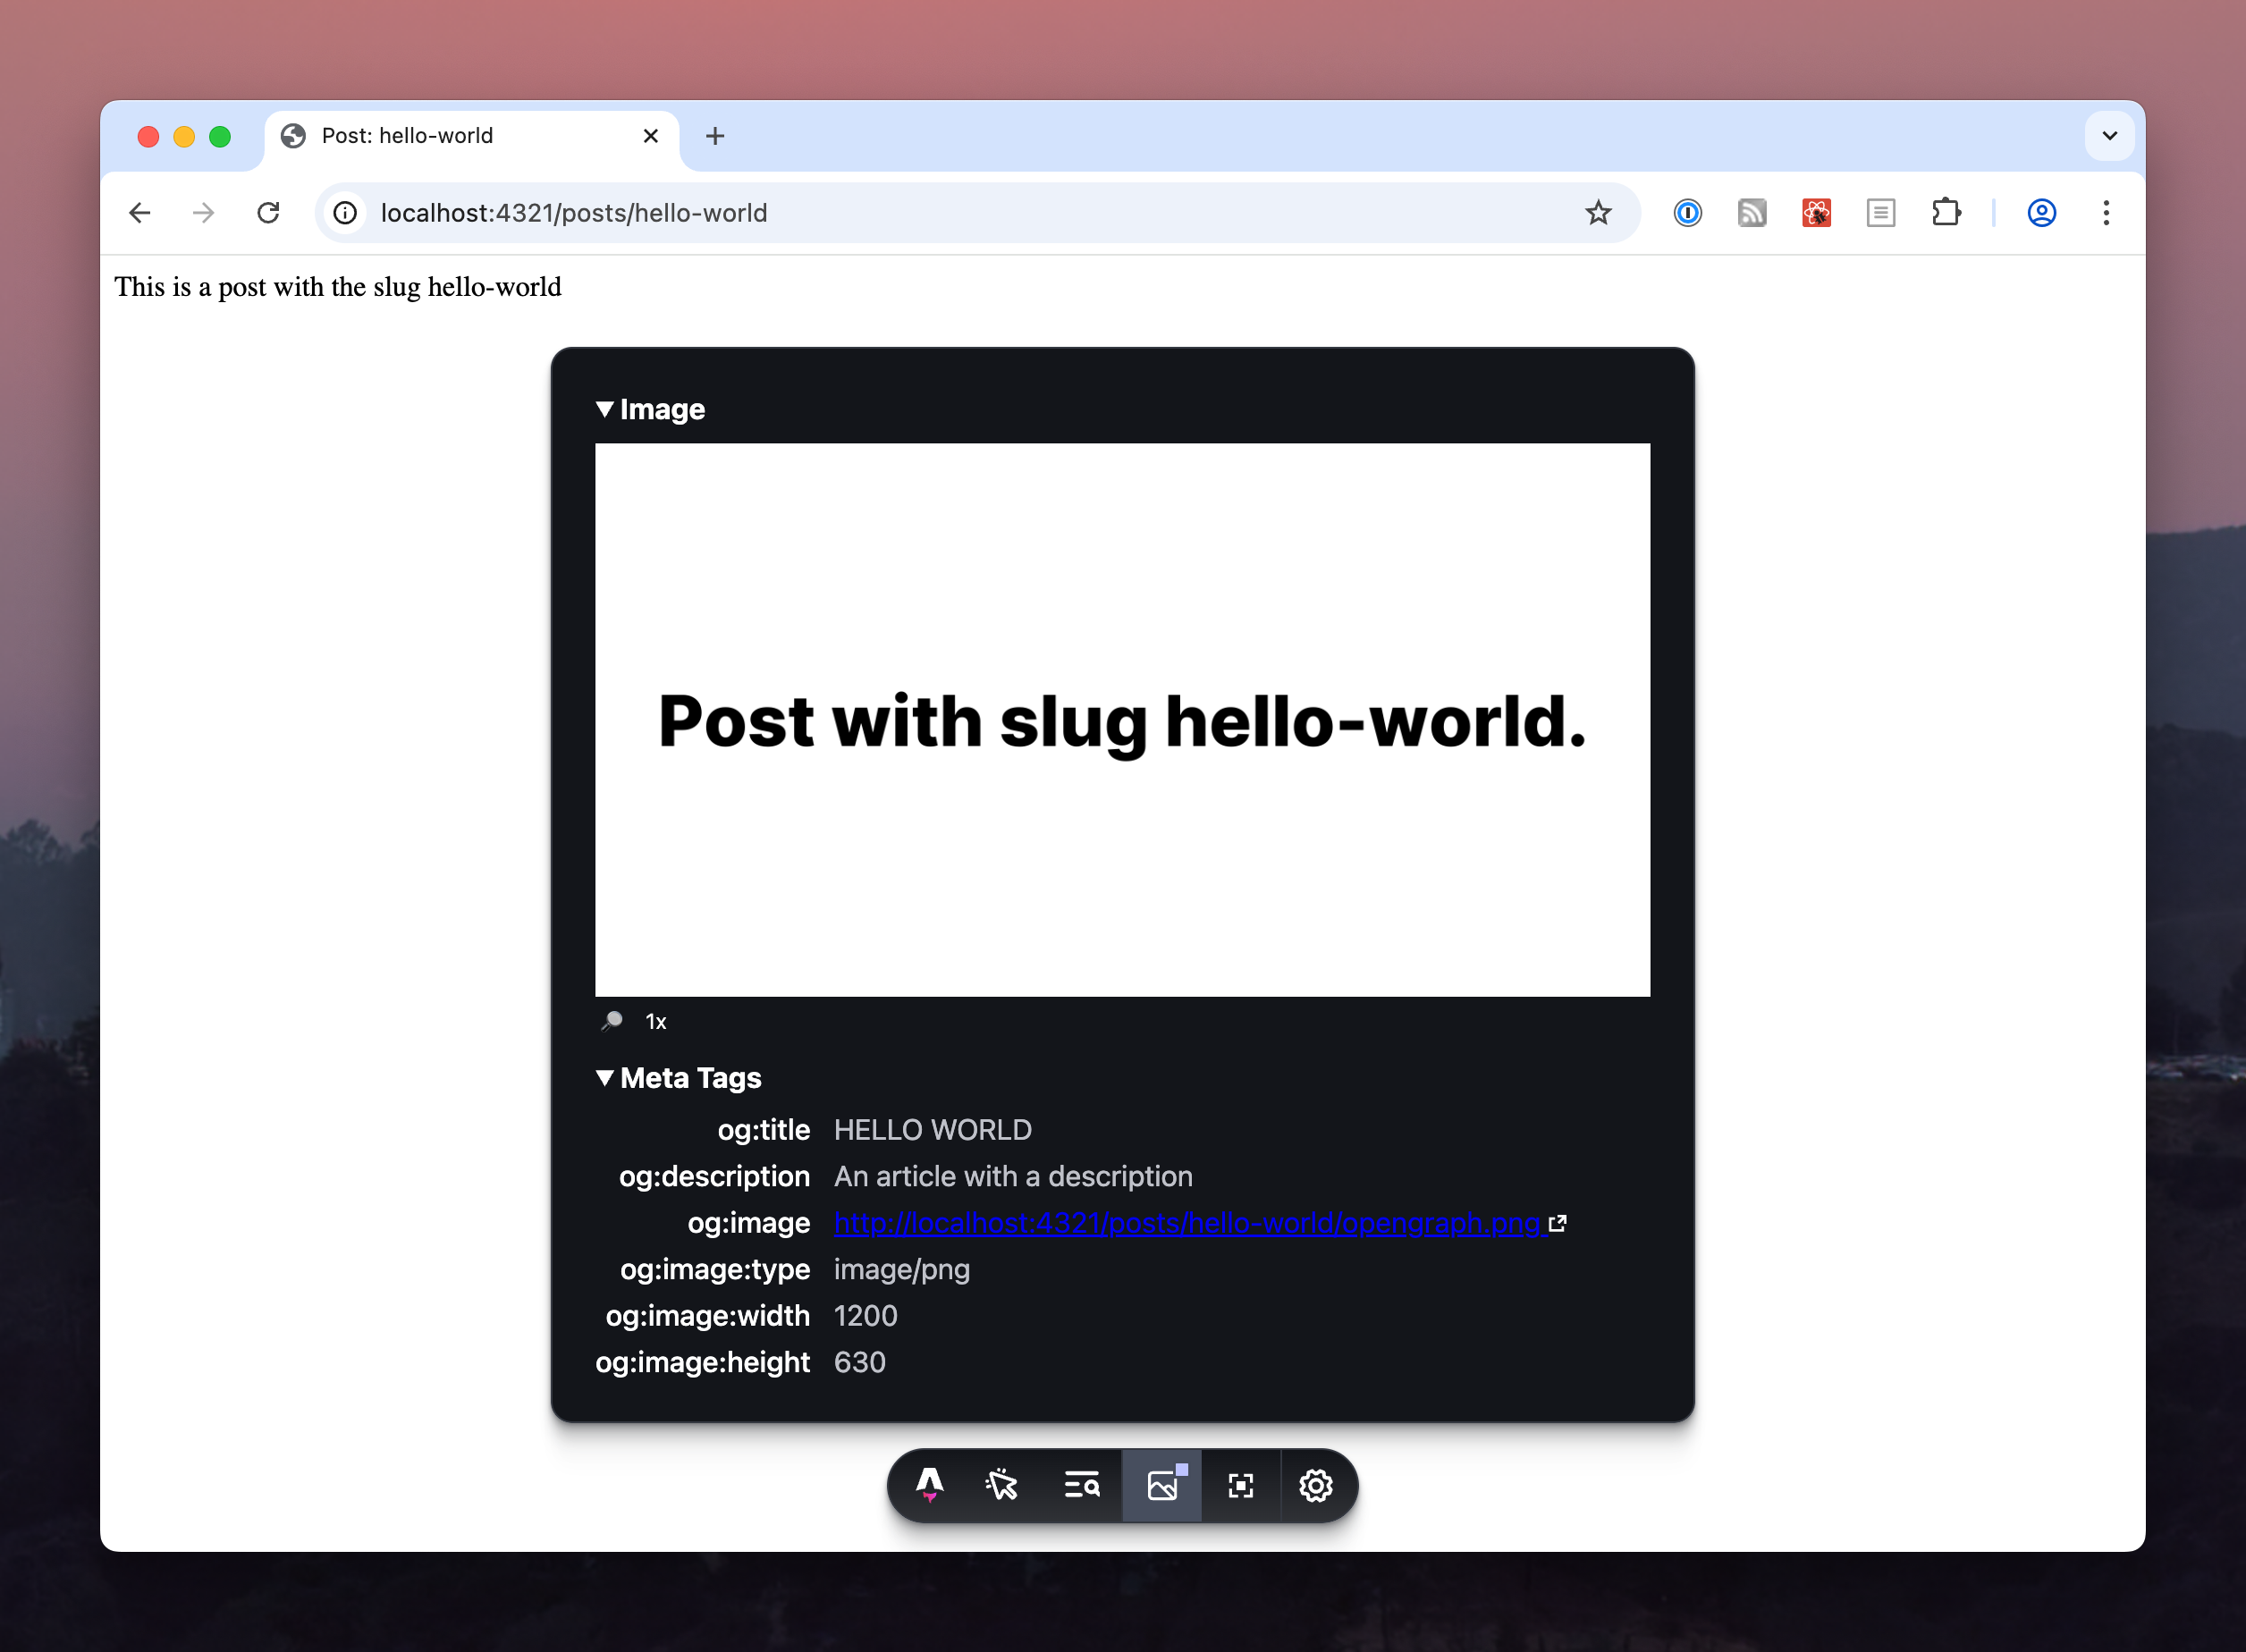 Post: hello-world
localhost:4321/posts/hello-world
This is a post with the slug hello-world
Image
Post with slug hello-world.
1x
Meta Tags
og:title HELLO WORLD
og:description An article with a description
og:image http://localhost:4321/posts/hello-world/opengraph.png
og:image:type image/png
og:image:width 1200
og:image:height 630